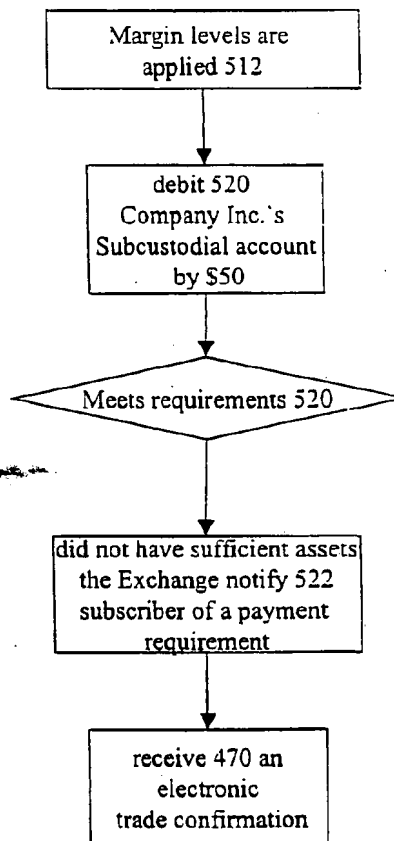 Margin levels are
applied 512
debit 520
Company Inc.'s
Subcustodial account
by $50
Meets requirements 520
did not have sufficient assets
the Exchange notify 522
subscriber of a payment
requirement
receive 470 an
electronic
trade confirmation